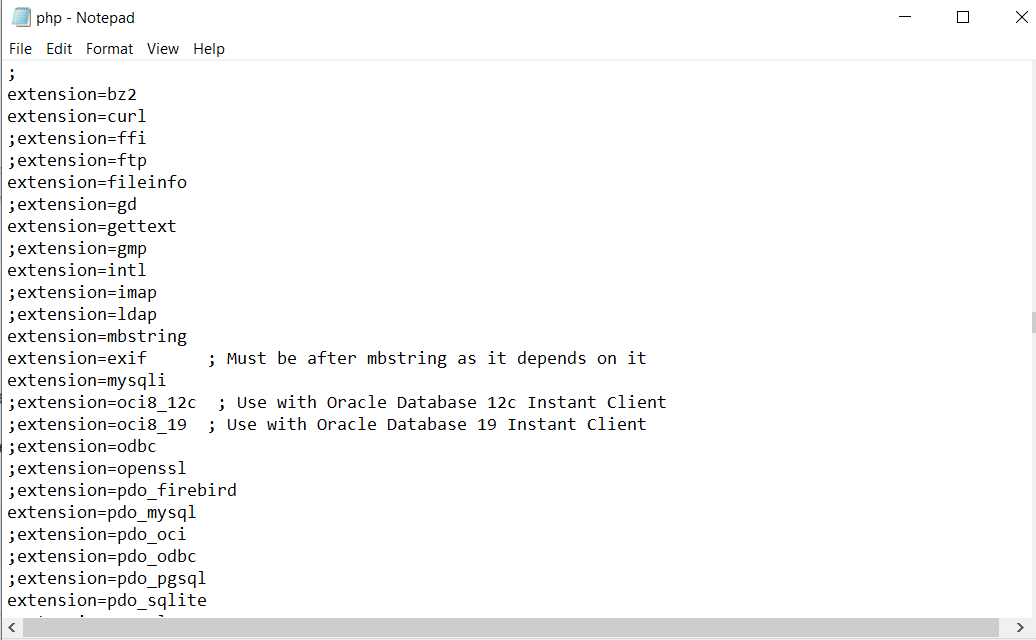 php - Notepad
File Edit Format View Help
;
extension=bz2
extension=curl
;extension=ffi
;extension=ftp
extension=fileinfo
;extension=gd
extension=gettext
;extension=gmp
extension=intl
;extension=imap
;extension=ldap
extension=mbstring
extension=exif      ; Must be after mbstring as it depends on it
extension=mysqli
;extension=oci8_12c  ; Use with Oracle Database 12c Instant Client
;extension=oci8_19  ; Use with Oracle Database 19 Instant Client
;extension=odbc
;extension=openssl
;extension=pdo_firebird
extension=pdo_mysql
;extension=pdo_oci
;extension=pdo_odbc
;extension=pdo_pgsql
extension=pdo_sqlite